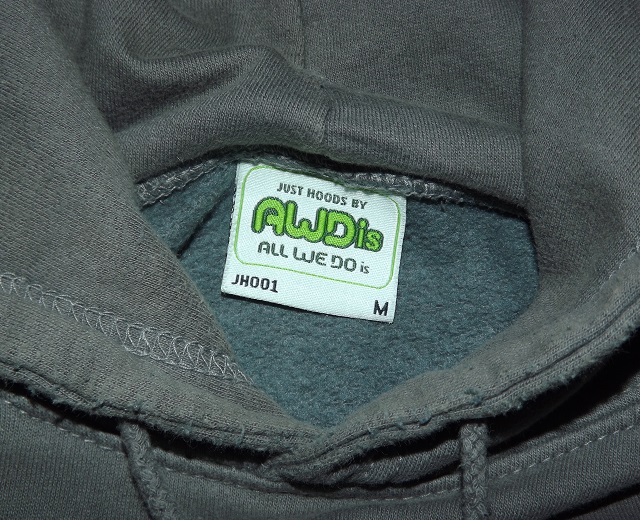 JUST HOODS BY
AWDis
ALL WE DO is
JH001
M